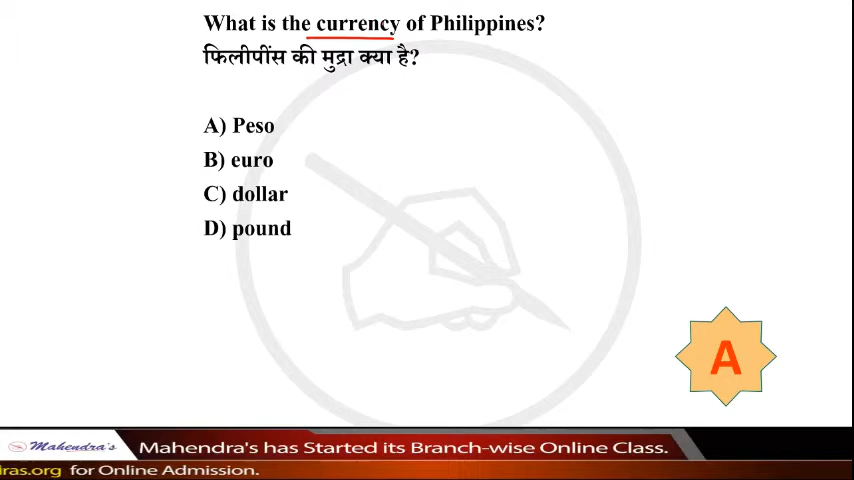 What is the currency of Philippines?
फिलीपींस की मुद्रा क्या है?
A) Peso
B) euro
C) dollar
D) pound
A
Mahendra's
Mahendra's has Started its Branch-wise Online Class.
iras.org for Online Admission.